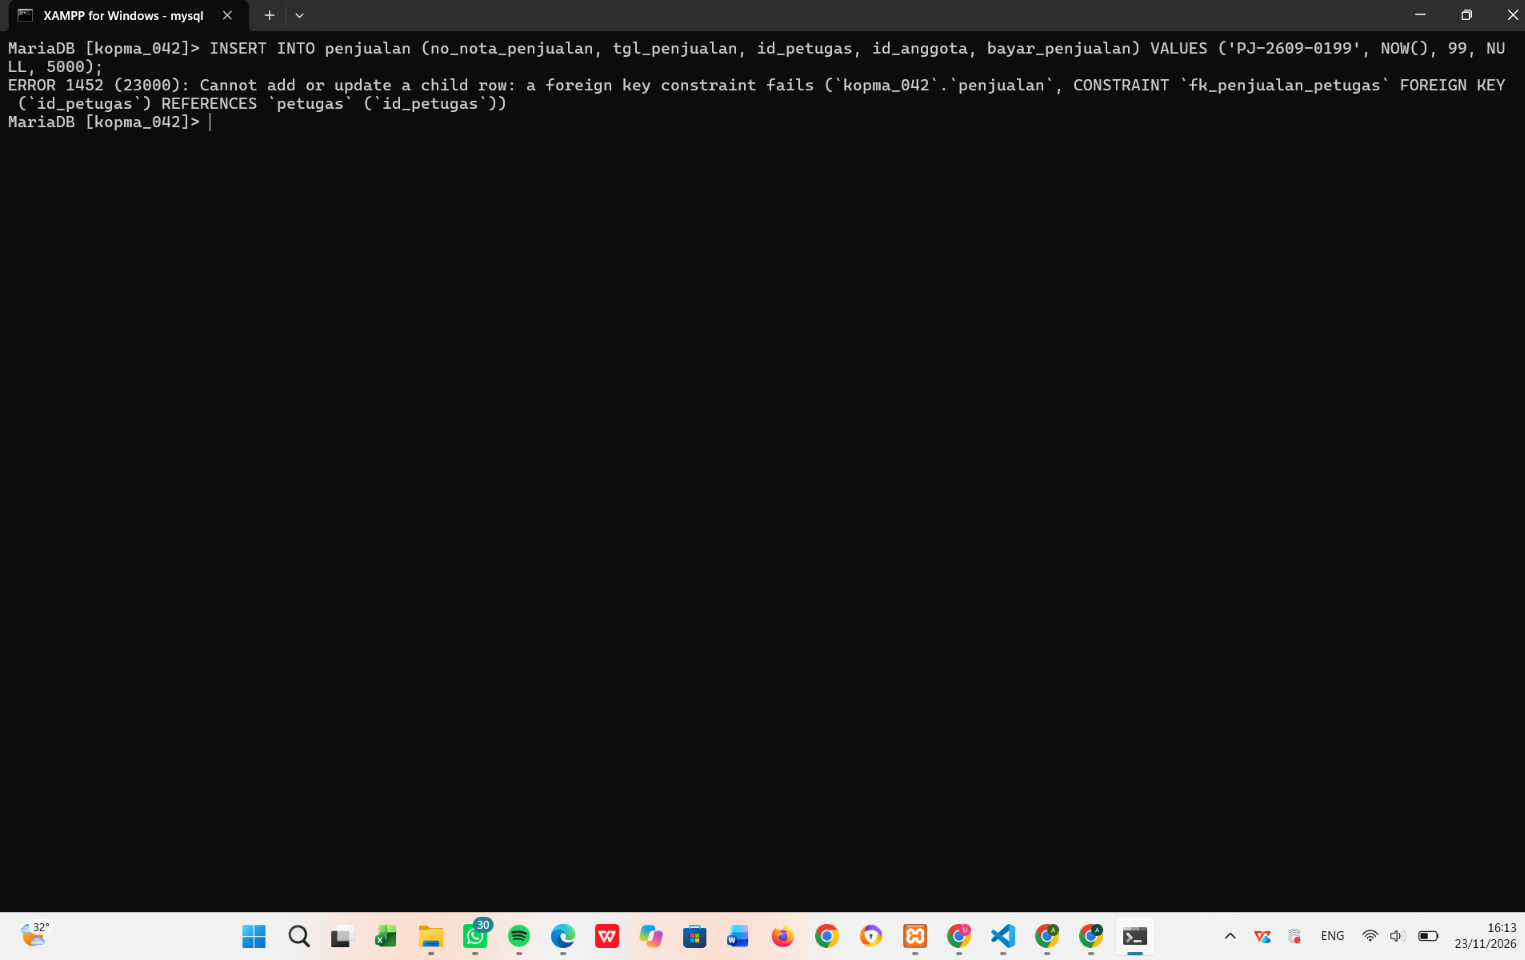 XAMPP for Windows - mysql
MariaDB [kopma_042]> INSERT INTO penjualan (no_nota_penjualan, tgl_penjualan, id_petugas, id_anggota, bayar_penjualan) VALUES ('PJ-2609-0199', NOW(), 99, NU
LL, 5000);
ERROR 1452 (23000): Cannot add or update a child row: a foreign key constraint fails (`kopma_042`.`penjualan`, CONSTRAINT `fk_penjualan_petugas` FOREIGN KEY
(`id_petugas`) REFERENCES `petugas` (`id_petugas`))
MariaDB [kopma_042]>
32°
30
ENG
16:13
23/11/2026